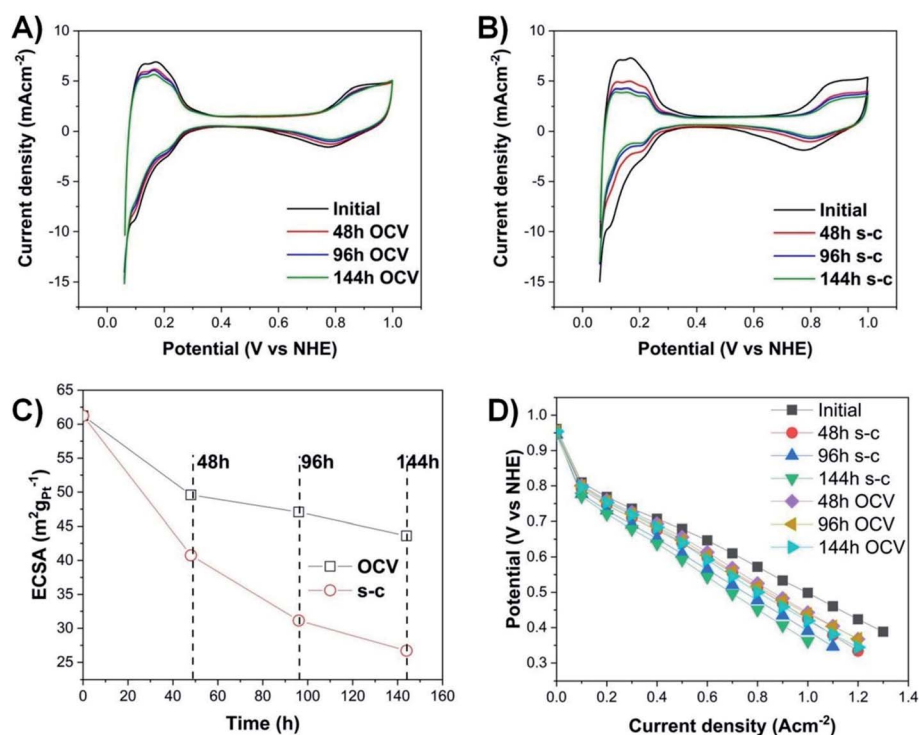 A)
10
5
0
-5
-10
-15
Current density (mAcm⁻²)
Initial
48h OCV
96h OCV
144h OCV
0.0 0.2 0.4 0.6 0.8 1.0
Potential (V vs NHE)
B)
10
5
0
-5
-10
-15
Current density (mAcm⁻²)
Initial
48h s-c
96h s-c
144h s-c
0.0 0.2 0.4 0.6 0.8 1.0
Potential (V vs NHE)
C)
65
60
55
50
45
40
35
30
25
ECSA (m²gPt⁻¹)
48h 96h 144h
OCV
s-c
0 20 40 60 80 100 120 140 160
Time (h)
D)
1.0
0.9
0.8
0.7
0.6
0.5
0.4
0.3
Potential (V vs NHE)
Initial
48h s-c
96h s-c
144h s-c
48h OCV
96h OCV
144h OCV
0.0 0.2 0.4 0.6 0.8 1.0 1.2 1.4
Current density (Acm⁻²)